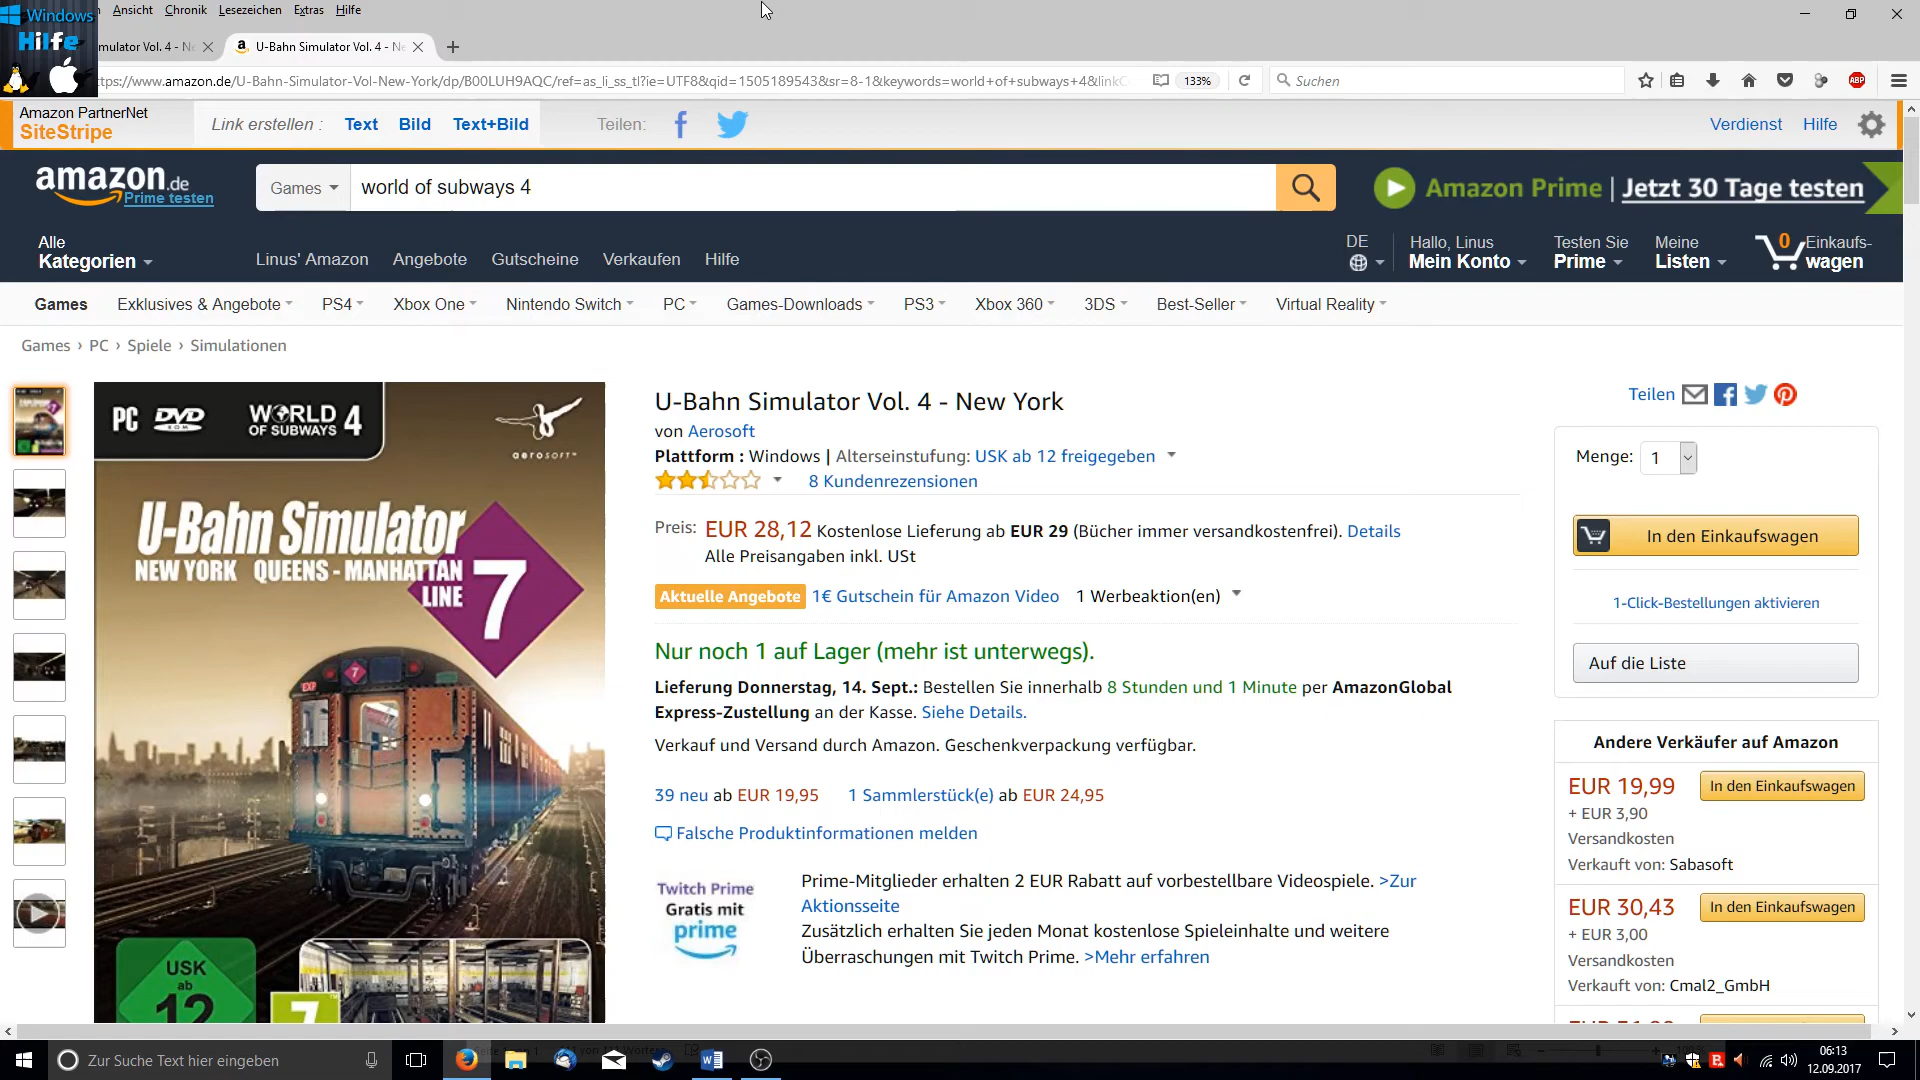 Windows
Ansicht Chronik Lesezeichen Extras Hilfe
Hilfe
mulator Vol. 4 - Ne
U-Bahn Simulator Vol. 4 - Ne
ttps://www.amazon.de/U-Bahn-Simulator-Vol-New-York/dp/B00LUH9AQC/ref=as_li_ss_tl?ie=UTF8&qid=1505189543&sr=8-1&keywords=world+of+subways+4&linkC
133%
Suchen
ABP
Amazon PartnerNet
SiteStripe
Link erstellen : Text Bild Text+Bild
Teilen:
Verdienst Hilfe
amazon.de
Prime testen
Games
world of subways 4
Amazon Prime | Jetzt 30 Tage testen
Alle
Kategorien
Linus' Amazon Angebote Gutscheine Verkaufen Hilfe
DE
Hallo, Linus
Mein Konto
Testen Sie
Prime
Meine
Listen
0
Einkaufs-
wagen
Games Exklusives & Angebote PS4 Xbox One Nintendo Switch PC Games-Downloads PS3 Xbox 360 3DS Best-Seller Virtual Reality
Games › PC › Spiele › Simulationen
PC DVD ROM
WORLD
OF SUBWAYS 4
aerosoft™
U-Bahn Simulator
NEW YORK QUEENS - MANHATTAN
LINE 7
EXP
7
USK
ab
12
7
U-Bahn Simulator Vol. 4 - New York
von Aerosoft
Plattform : Windows | Alterseinstufung: USK ab 12 freigegeben
8 Kundenrezensionen
Preis: EUR 28,12 Kostenlose Lieferung ab EUR 29 (Bücher immer versandkostenfrei). Details
Alle Preisangaben inkl. USt
Aktuelle Angebote 1€ Gutschein für Amazon Video 1 Werbeaktion(en)
Nur noch 1 auf Lager (mehr ist unterwegs).
Lieferung Donnerstag, 14. Sept.: Bestellen Sie innerhalb 8 Stunden und 1 Minute per AmazonGlobal
Express-Zustellung an der Kasse. Siehe Details.
Verkauf und Versand durch Amazon. Geschenkverpackung verfügbar.
39 neu ab EUR 19,95 1 Sammlerstück(e) ab EUR 24,95
Falsche Produktinformationen melden
Twitch Prime
Gratis mit
prime
Prime-Mitglieder erhalten 2 EUR Rabatt auf vorbestellbare Videospiele. >Zur
Aktionsseite
Zusätzlich erhalten Sie jeden Monat kostenlose Spieleinhalte und weitere
Überraschungen mit Twitch Prime. >Mehr erfahren
Teilen
Menge: 1
In den Einkaufswagen
1-Click-Bestellungen aktivieren
Auf die Liste
Andere Verkäufer auf Amazon
EUR 19,99
In den Einkaufswagen
+ EUR 3,90
Versandkosten
Verkauft von: Sabasoft
EUR 30,43
In den Einkaufswagen
+ EUR 3,00
Versandkosten
Verkauft von: Cmal2_GmbH
Zur Suche Text hier eingeben
06:13
12.09.2017